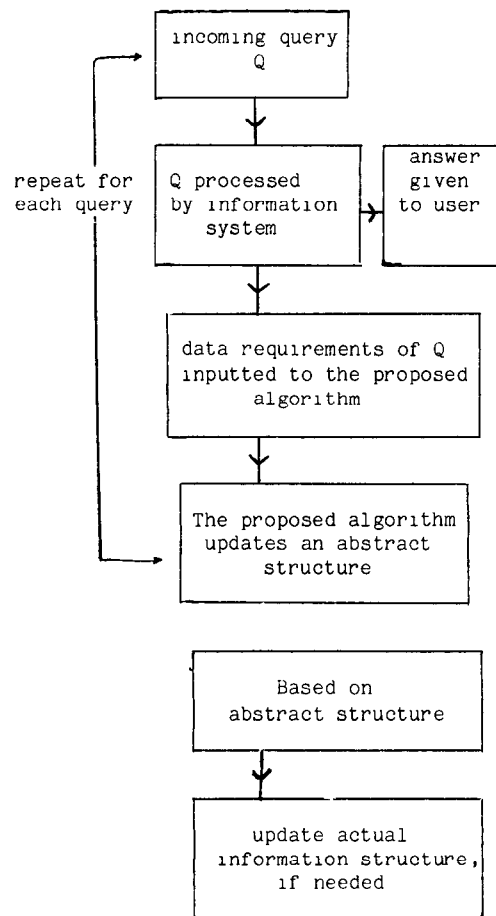 incoming query
Q
repeat for
each query
Q processed
by information
system
answer
given
to user
data requirements of Q
inputted to the proposed
algorithm
The proposed algorithm
updates an abstract
structure
Based on
abstract structure
update actual
information structure,
if needed